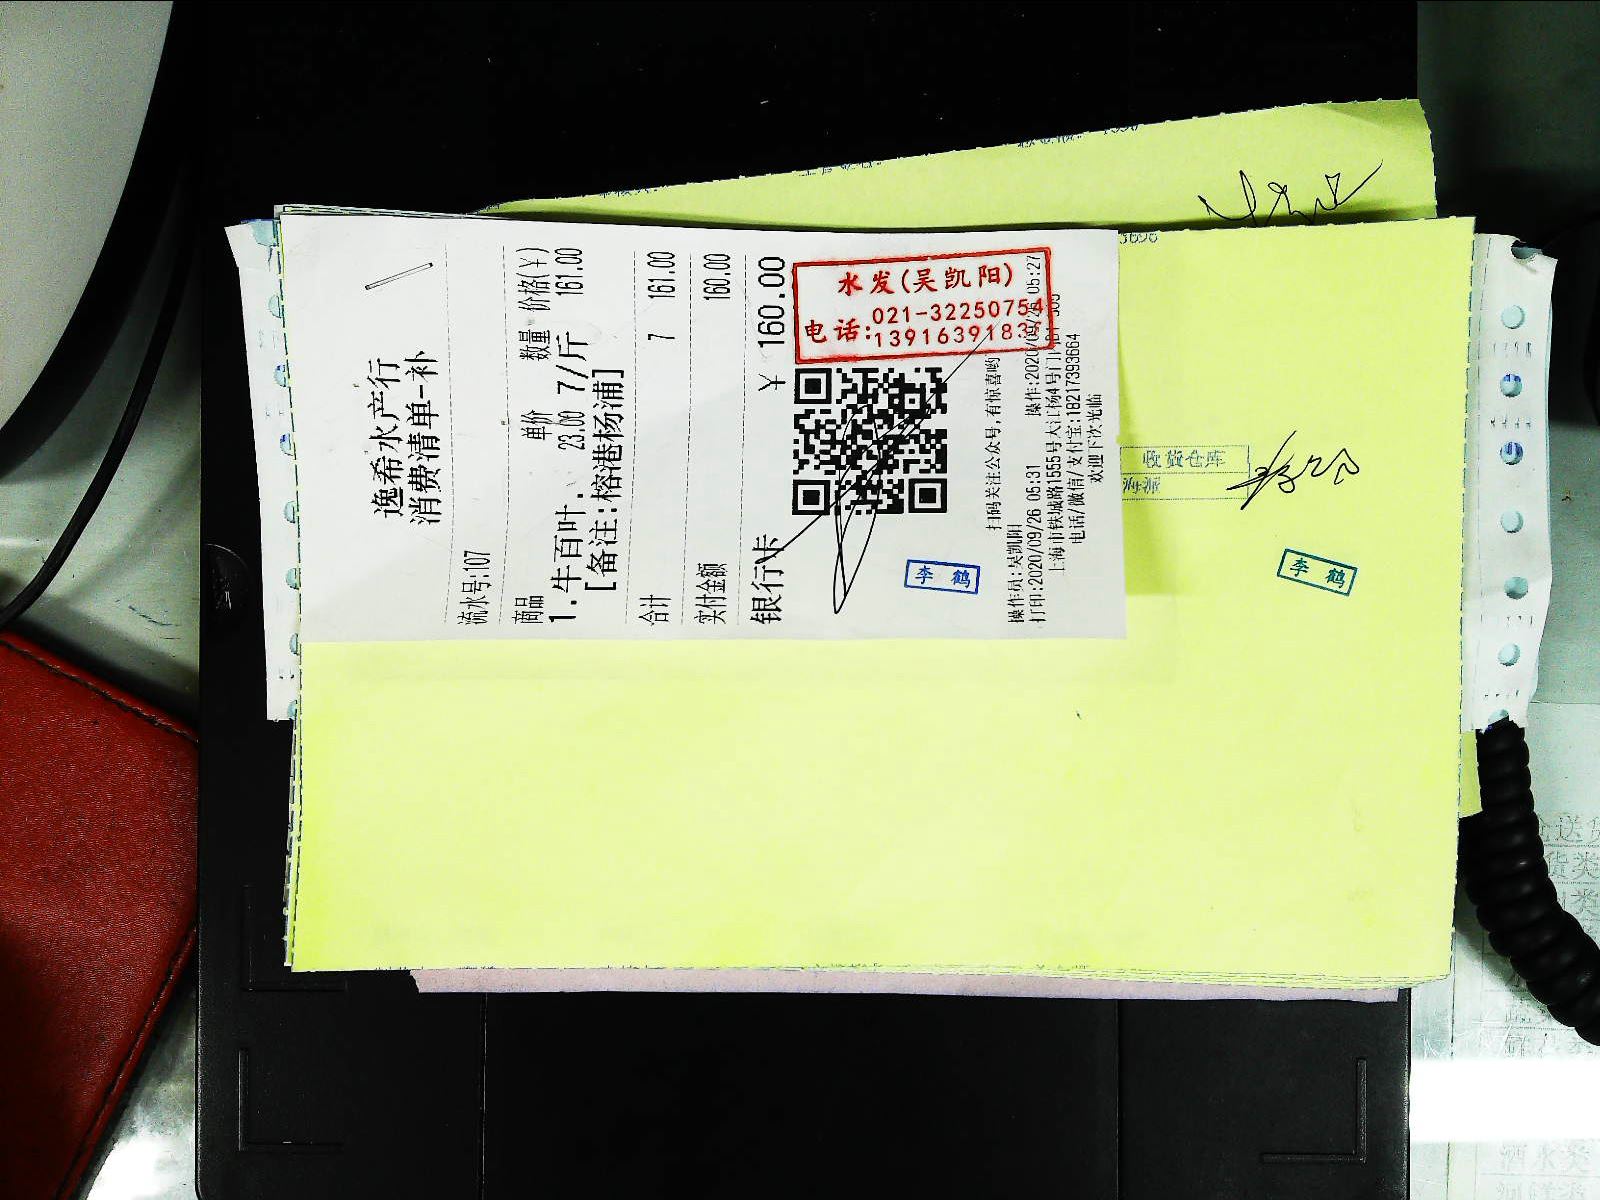 逸希水产行
消费清单-补
流水号:107
商品 单价 数量 价格(¥)
1.牛百叶. 23.00 7/斤 161.00
[备注:榕港杨浦]
合计 7 161.00
实付金额 160.00
银行卡 ¥ 160.00
水发(吴凯阳)
021-32250754
电话:
扫码关注公众号,有惊喜哟
操作员:吴凯阳
打印:2020/09/26 05:31
上海市铁城路1555号
电话/微信/支付宝:18217393664
欢迎下次光临
李鹤
收货仓库
李鹤